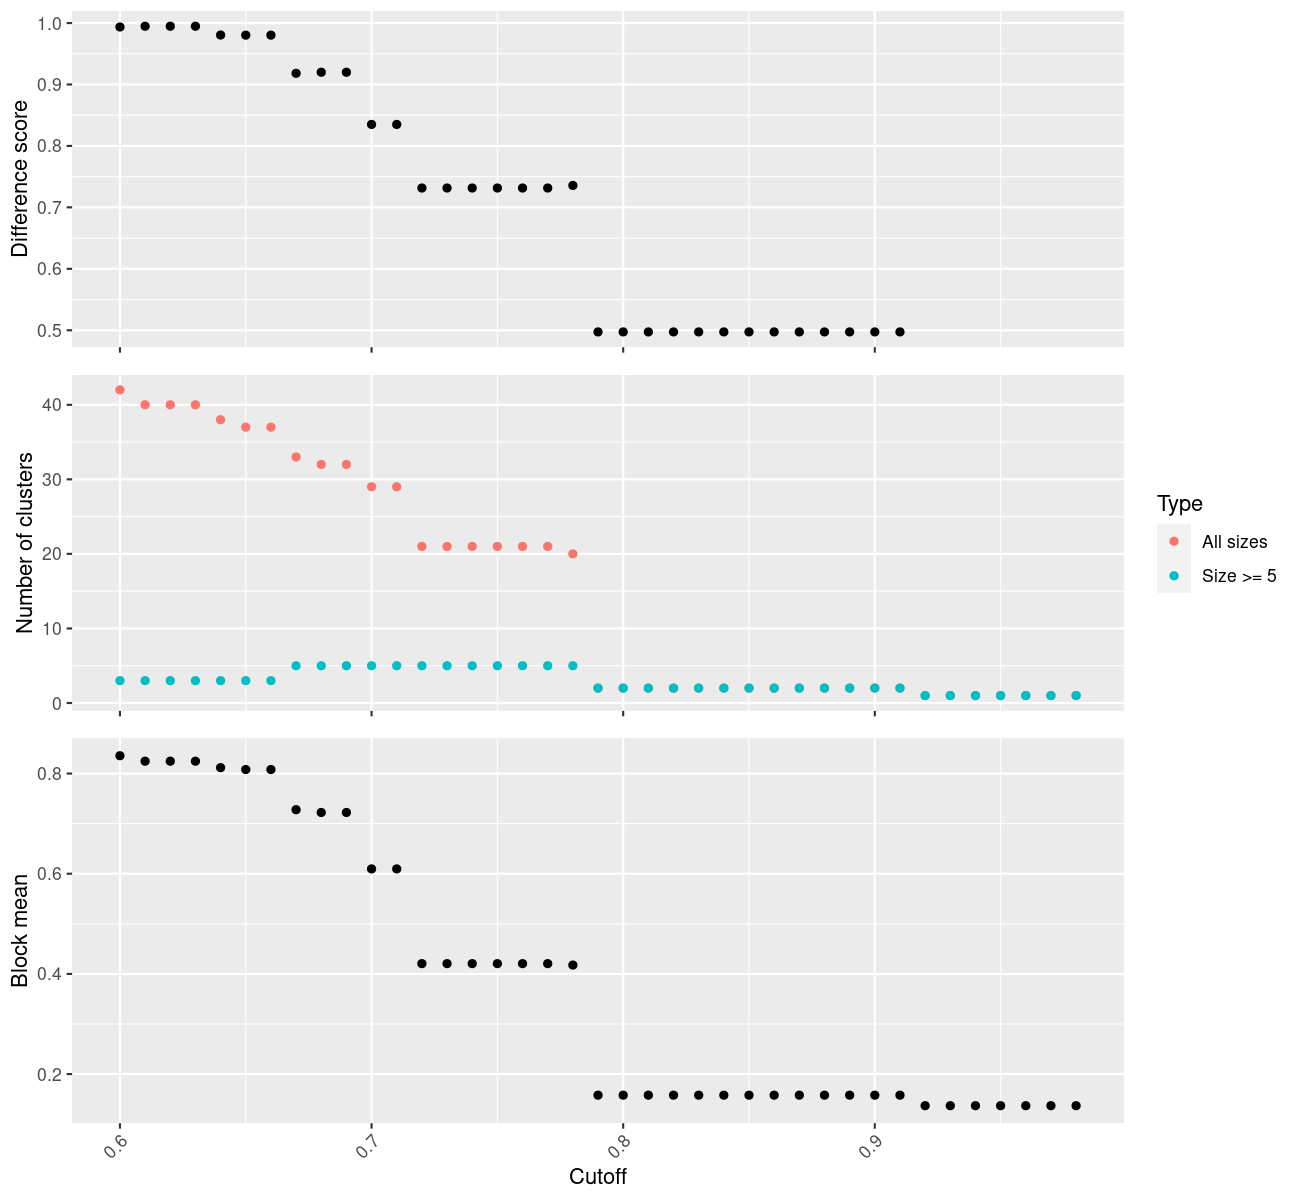 Difference score
1.0
0.9
0.8
0.7
0.6
0.5
Number of clusters
40
30
20
10
0
Type
All sizes
Size >= 5
Block mean
0.8
0.6
0.4
0.2
0.6
0.7
0.8
0.9
Cutoff